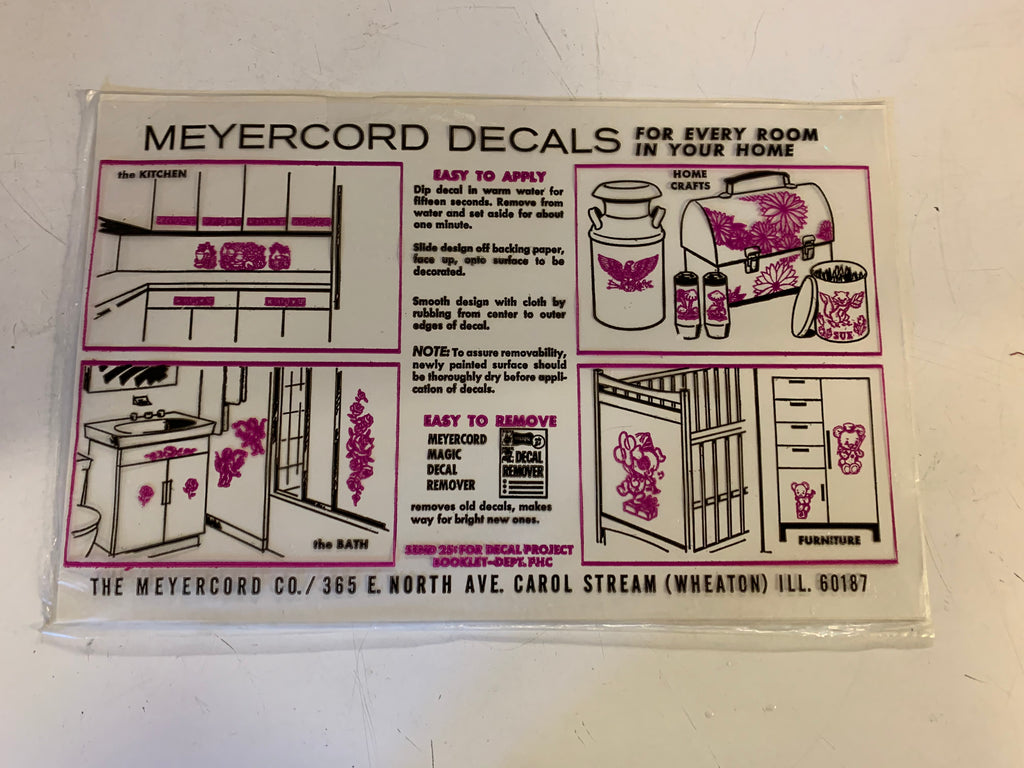 MEYERCORD DECALS FOR EVERY ROOM
IN YOUR HOME
the KITCHEN
EASY TO APPLY
Dip decal in warm water for
fifteen seconds. Remove from
water and set aside for about
one minute.
Slide design off backing paper,
face up, onto surface to be
decorated.
Smooth design with cloth by
rubbing from center to outer
edges of decal.
NOTE: To assure removability,
newly painted surface should
be thoroughly dry before appli-
cation of decals.
EASY TO REMOVE
MEYERCORD
MAGIC
DECAL
REMOVER
DECAL
REMOVER
removes old decals, makes
way for bright new ones.
SEND 25¢ FOR DECAL PROJECT
BOOKLET-DEPT. PHC
HOME
CRAFTS
the BATH
FURNITURE
THE MEYERCORD CO./365 E. NORTH AVE. CAROL STREAM (WHEATON) ILL. 60187